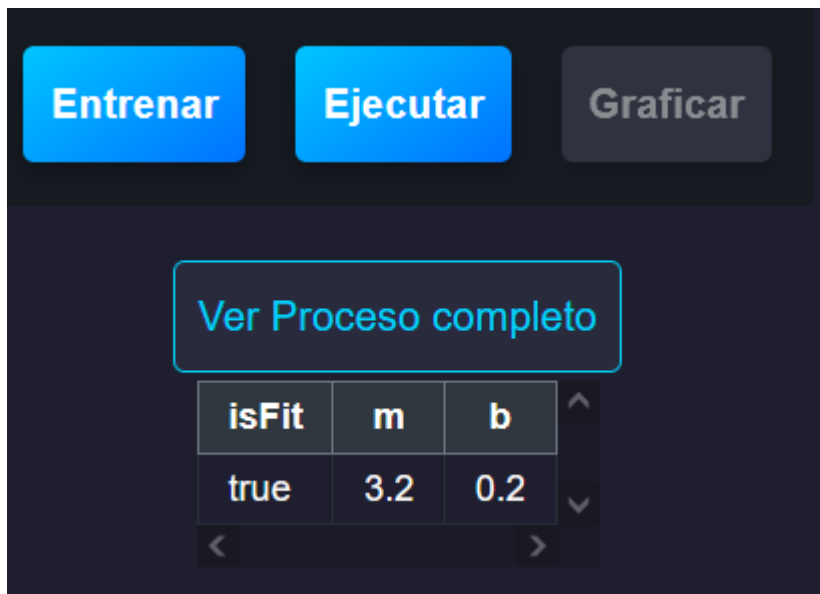 Entrenar Ejecutar Graficar
Ver Proceso completo
isFit m b
true 3.2 0.2